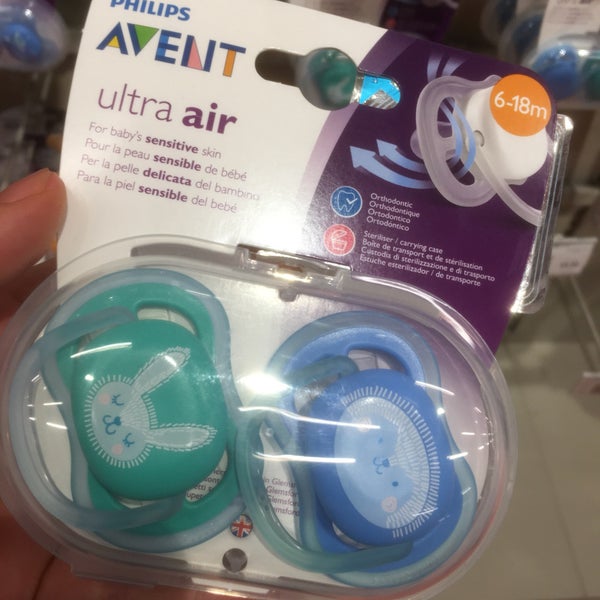 PHILIPS
AVENT
ultra air
For baby's sensitive skin
Pour la peau sensible de bébé
Per la pelle delicata del bambino
Para la piel sensible del bebé
6-18m
Orthodontic
Orthodontique
Ortodontico
Ortodóntico
Steriliser / carrying case
Boîte de transport et de stérilisation
Custodia di sterilizzazione e di trasporto
Estuche esterilizador / de transporte